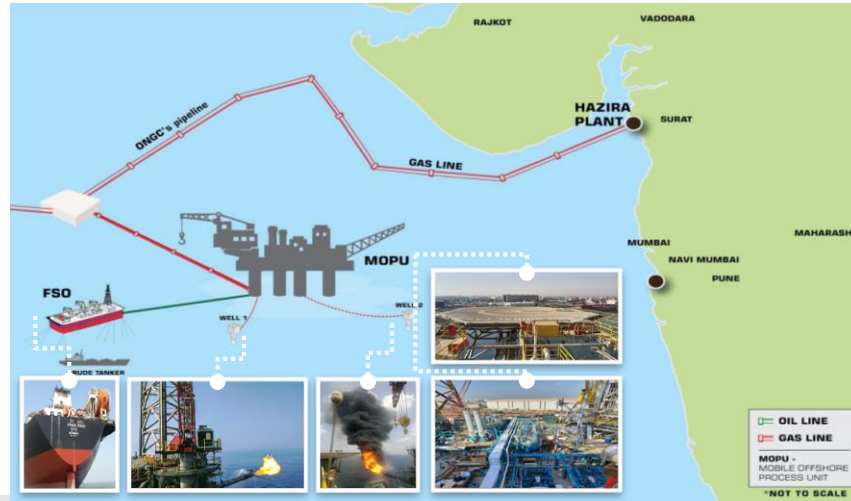 RAJKOT
VADODARA
ONGC's pipeline
HAZIRA
PLANT
SURAT
GAS LINE
MUMBAI
MAHARASH
NAVI MUMBAI
PUNE
MOPU
FSO
WELL 1
WELL 2
RUDE TANKER
OIL LINE
GAS LINE
MOPU -
MOBILE OFFSHORE
PROCESS UNIT
*NOT TO SCALE